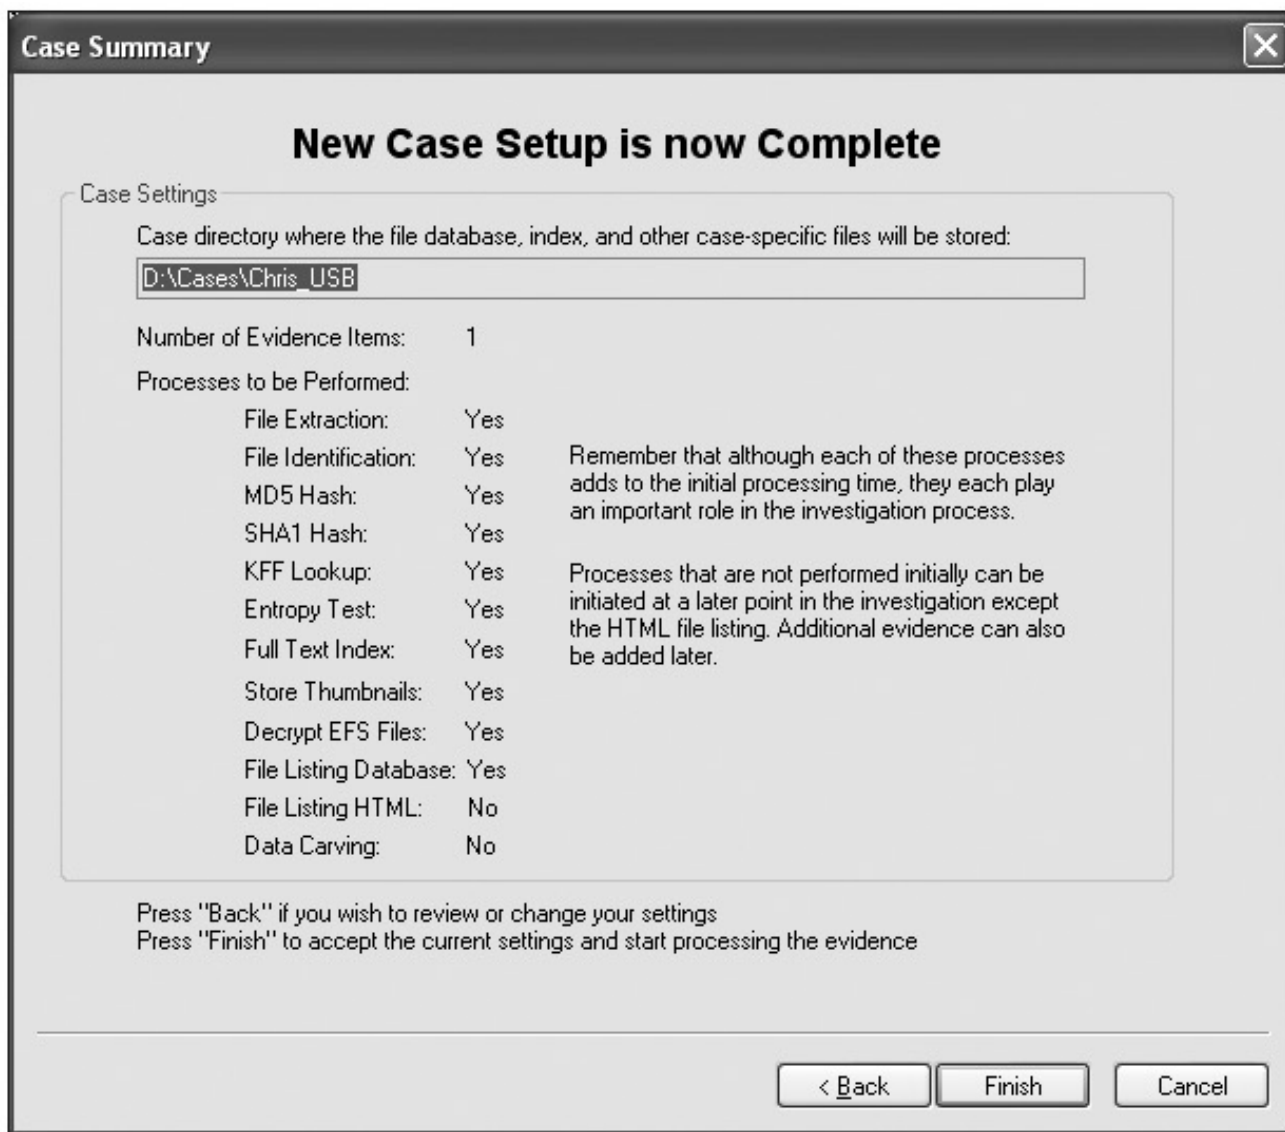 Case Summary
New Case Setup is now Complete
Case Settings
Case directory where the file database, index, and other case-specific files will be stored:
D:\Cases\Chris_USB
Number of Evidence Items: 1
Processes to be Performed:
File Extraction: Yes
File Identification: Yes
MD5 Hash: Yes
SHA1 Hash: Yes
KFF Lookup: Yes
Entropy Test: Yes
Full Text Index: Yes
Store Thumbnails: Yes
Decrypt EFS Files: Yes
File Listing Database: Yes
File Listing HTML: No
Data Carving: No
Remember that although each of these processes
adds to the initial processing time, they each play
an important role in the investigation process.
Processes that are not performed initially can be
initiated at a later point in the investigation except
the HTML file listing. Additional evidence can also
be added later.
Press "Back" if you wish to review or change your settings
Press "Finish" to accept the current settings and start processing the evidence
< Back
Finish
Cancel